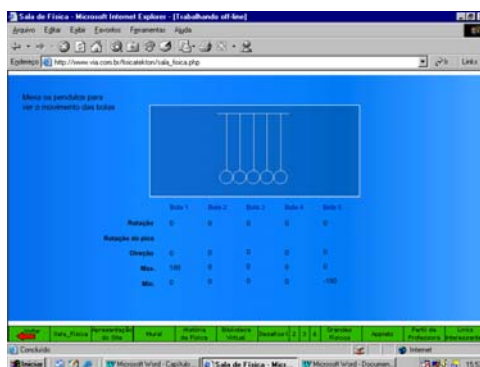 Sala de Física - Microsoft Internet Explorer - [Trabalhando off-line]
Arquivo Editar Exibir Favoritos Ferramentas Ajuda
Endereço http://www.via.com.br/fisicatekton/sala_fisica.php Links
Mexa os pendulos para
ver o movimento das bolas
Bola 1 Bola 2 Bola 3 Bola 4 Bola 5
Rotação 0 0 0 0 0
Rotação do pico
Direção 0 0 0 0 0
Max. 180 0 0 0 0
Min. 0 0 0 0 -180
Voltar Sala_Física Apresentação do Site Mural História da Física Biblioteca Virtual Desafios 1 2 3 4 Grandes Físicos Applets Perfil do Professora Links Interessantes
Concluído Internet
Iniciar Microsoft Word - Capítulo... Sala de Física - Micr... Microsoft Word - Documen...